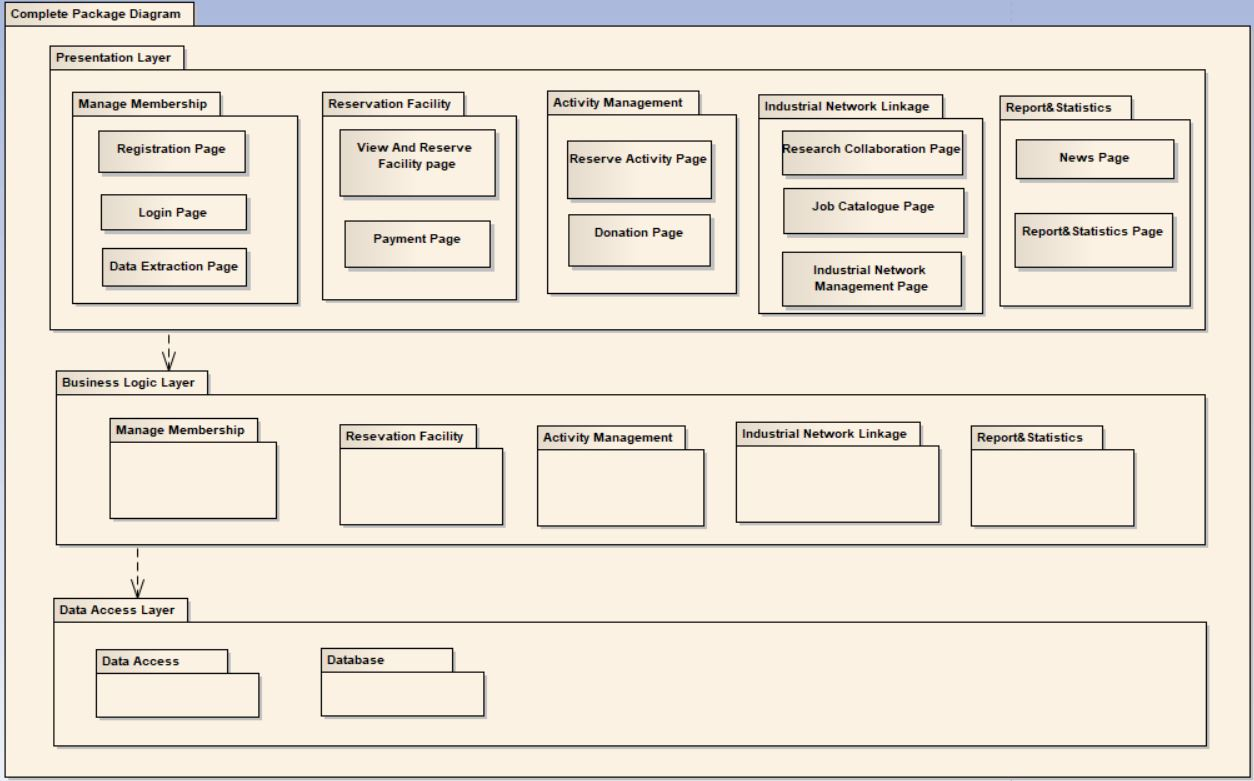 Complete Package Diagram
Presentation Layer
Manage Membership
Registration Page
Login Page
Data Extraction Page
Reservation Facility
View And Reserve
Facility page
Payment Page
Activity Management
Reserve Activity Page
Donation Page
Industrial Network Linkage
Research Collaboration Page
Job Catalogue Page
Industrial Network
Management Page
Report&Statistics
News Page
Report&Statistics Page
Business Logic Layer
Manage Membership
Resevation Facility
Activity Management
Industrial Network Linkage
Report&Statistics
Data Access Layer
Data Access
Database